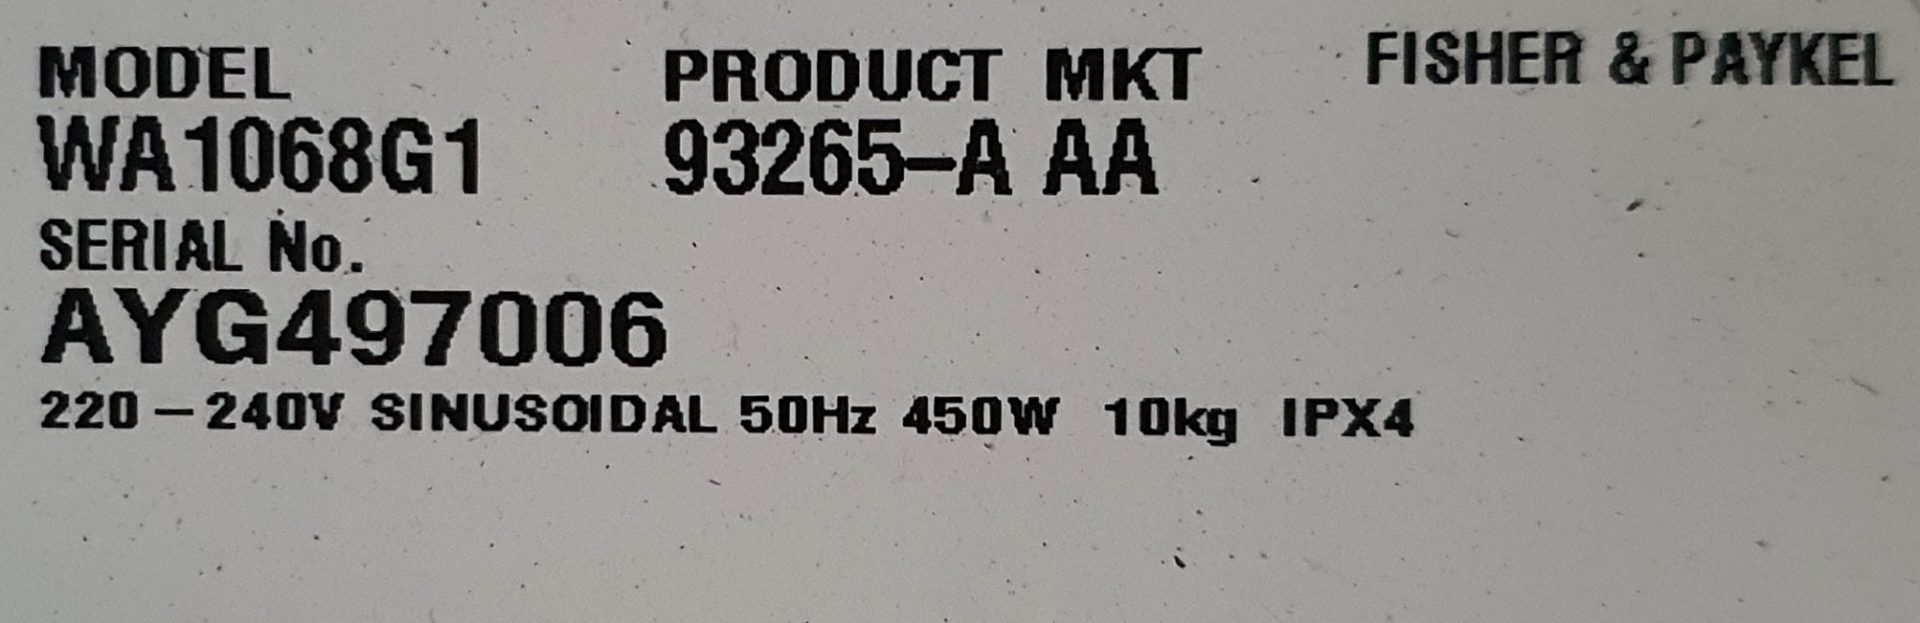 MODEL PRODUCT MKT FISHER & PAYKEL
WA1068G1 93265-A AA
SERIAL No.
AYG497006
220-240V SINUSOIDAL 50Hz 450W 10kg IPX4